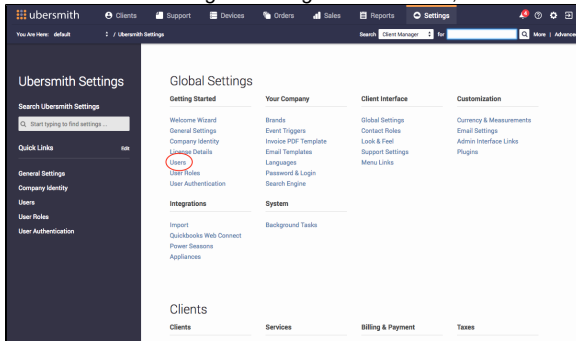 ubersmith Clients Support Devices Orders Sales Reports Settings
You Are Here: default / Ubersmith Settings Search Client Manager for More | Advanced
Ubersmith Settings
Search Ubersmith Settings
Start typing to find settings ...
Quick Links Edit
General Settings
Company Identity
Users
User Roles
User Authentication
Global Settings
Getting Started Your Company Client Interface Customization
Welcome Wizard Brands Global Settings Currency & Measurements
General Settings Event Triggers Contact Roles Email Settings
Company Identity Invoice PDF Template Look & Feel Admin Interface Links
License Details Email Templates Support Settings Plugins
Users Languages Menu Links
User Roles Password & Login
User Authentication Search Engine
Integrations System
Import Background Tasks
Quickbooks Web Connect
Power Seasons
Appliances
Clients
Clients Services Billing & Payment Taxes